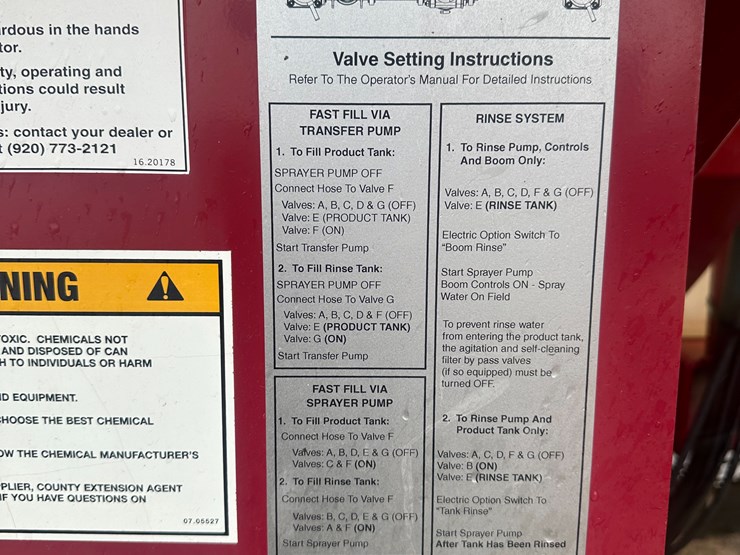 rdous in the hands
tor.
ty, operating and
tions could result
jury.
s: contact your dealer or
t (920) 773-2121
16.20178
NING
OXIC. CHEMICALS NOT
AND DISPOSED OF CAN
H TO INDIVIDUALS OR HARM
D EQUIPMENT.
CHOOSE THE BEST CHEMICAL
OW THE CHEMICAL MANUFACTURER'S
PLIER, COUNTY EXTENSION AGENT
IF YOU HAVE QUESTIONS ON
07.05527
Valve Setting Instructions
Refer To The Operator's Manual For Detailed Instructions
FAST FILL VIA
TRANSFER PUMP
1. To Fill Product Tank:
SPRAYER PUMP OFF
Connect Hose To Valve F
Valves: A, B, C, D & G (OFF)
Valve: E (PRODUCT TANK)
Valve: F (ON)
Start Transfer Pump
2. To Fill Rinse Tank:
SPRAYER PUMP OFF
Connect Hose To Valve G
Valves: A, B, C, D & F (OFF)
Valve: E (PRODUCT TANK)
Valve: G (ON)
Start Transfer Pump
FAST FILL VIA
SPRAYER PUMP
1. To Fill Product Tank:
Connect Hose To Valve F
Valves: A, B, D, E & G (OFF)
Valves: C & F (ON)
2. To Fill Rinse Tank:
Connect Hose To Valve F
Valves: B, C, D, E & G (OFF)
Valves: A & F (ON)
Start Sprayer Pump
RINSE SYSTEM
1. To Rinse Pump, Controls
And Boom Only:
Valves: A, B, C, D, F & G (OFF)
Valve: E (RINSE TANK)
Electric Option Switch To
"Boom Rinse"
Start Sprayer Pump
Boom Controls ON - Spray
Water On Field
To prevent rinse water
from entering the product tank,
the agitation and self-cleaning
filter by pass valves
(if so equipped) must be
turned OFF.
2. To Rinse Pump And
Product Tank Only:
Valves: A, C, D, F & G (OFF)
Valve: B (ON)
Valve: E (RINSE TANK)
Electric Option Switch To
"Tank Rinse"
Start Sprayer Pump
After Tank Has Been Rinsed